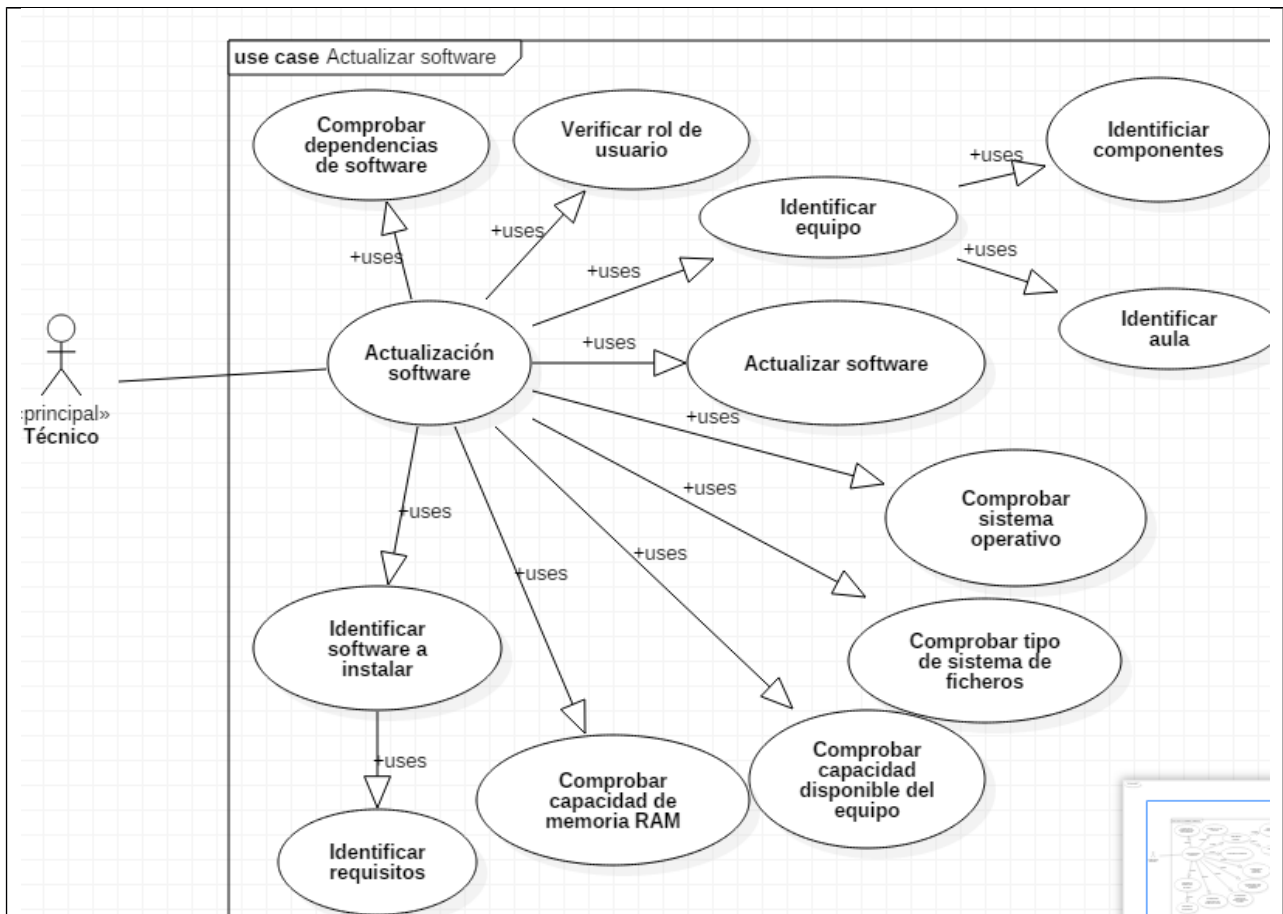 use case Actualizar software
Comprobar
dependencias
de software
Verificar rol de
usuario
Identificiar
componentes
+uses
Identificar
equipo
+uses
+uses
+uses
+uses
Identificar
aula
Actualización
software
+uses
Actualizar software
«principal»
Técnico
+uses
+uses
Comprobar
sistema
operativo
+uses
+uses
+uses
Identificar
software a
instalar
Comprobar tipo
de sistema de
ficheros
+uses
Comprobar
capacidad de
memoria RAM
Comprobar
capacidad
disponible del
equipo
Identificar
requisitos